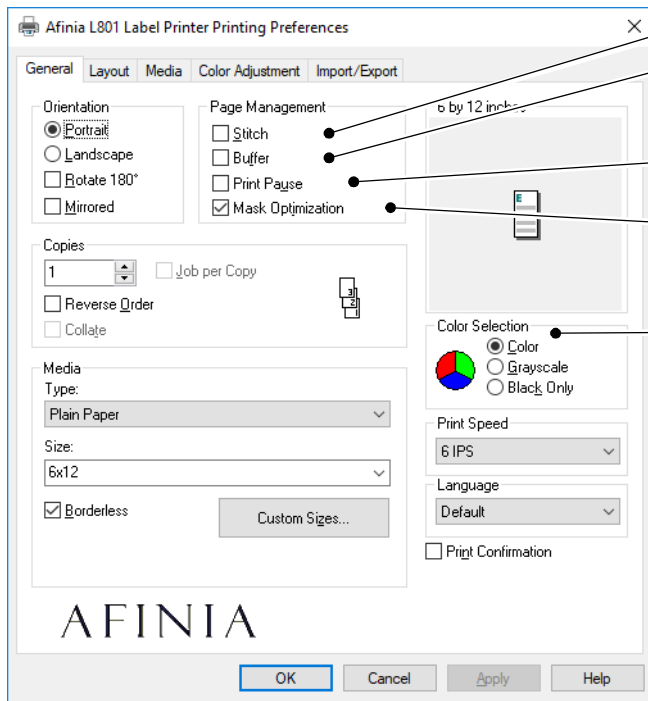 Afinia L801 Label Printer Printing Preferences
General Layout Media Color Adjustment Import/Export
Orientation
Portrait
Landscape
Rotate 180°
Mirrored
Page Management
Stitch
Buffer
Print Pause
Mask Optimization
6 by 12 inches
E
Copies
1
Job per Copy
Reverse Order
Collate
3
2
1
Color Selection
Color
Grayscale
Black Only
Media
Type:
Plain Paper
Size:
6x12
Borderless
Custom Sizes...
Print Speed
6 IPS
Language
Default
Print Confirmation
AFINIA
OK Cancel Apply Help